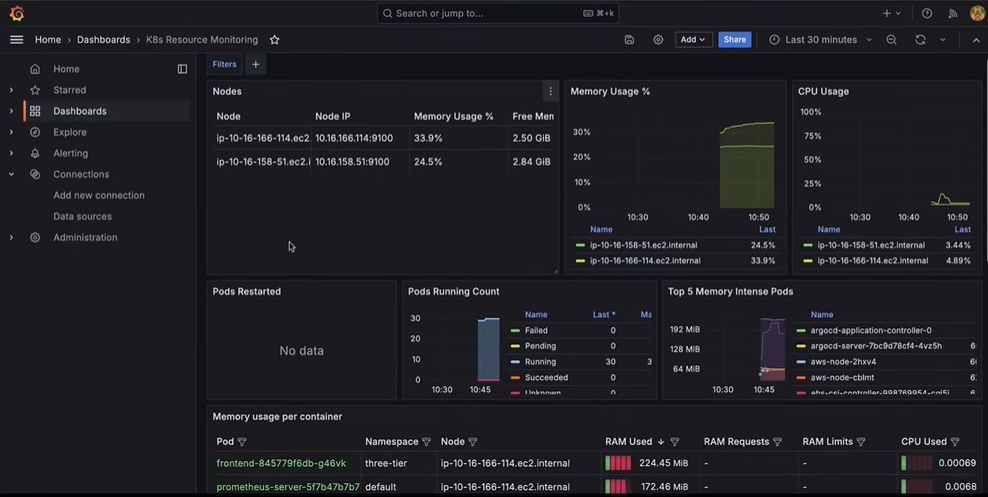 Search or jump to... ⌘+k
Home › Dashboards › K8s Resource Monitoring
Add Share Last 30 minutes
Home
Starred
Dashboards
Explore
Alerting
Connections
Add new connection
Data sources
Administration
Filters +
Nodes
Node Node IP Memory Usage % Free Mem
ip-10-16-166-114.ec2 10.16.166.114:9100 33.9% 2.50 GiB
ip-10-16-158-51.ec2.i 10.16.158.51:9100 24.5% 2.84 GiB
Memory Usage %
30%
20%
10%
0%
10:30 10:40 10:50
Name Last
ip-10-16-158-51.ec2.internal 24.5%
ip-10-16-166-114.ec2.internal 33.9%
CPU Usage
100%
75%
50%
25%
0%
10:30 10:40 10:50
Name Last
ip-10-16-158-51.ec2.internal 3.44%
ip-10-16-166-114.ec2.internal 4.89%
Pods Restarted
No data
Pods Running Count
30
20
10
0
10:30 10:45
Name Last * Ma
Failed 0
Pending 0
Running 30 3
Succeeded 0
Unknown 0
Top 5 Memory Intense Pods
192 MiB
128 MiB
64 MiB
10:30 10:45
Name
argocd-application-controller-0
argocd-server-7bc9d78cf4-4vz5h 6
aws-node-2hxv4 6
aws-node-cblmt 6
Memory usage per container
Pod Namespace Node RAM Used RAM Requests RAM Limits CPU Used
frontend-845779f6db-g46vk three-tier ip-10-16-166-114.ec2.internal 224.45 MiB - - 0.00069
prometheus-server-5f7b47b7b7 default ip-10-16-166-114.ec2.internal 172.46 MiB - - 0.0068